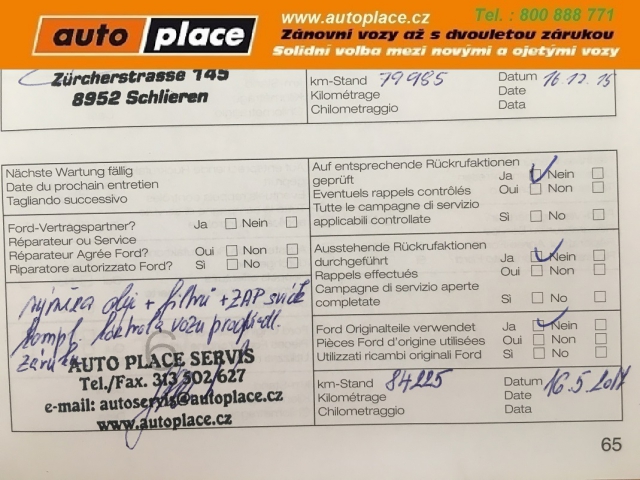 auto place
www.autoplace.cz
Tel. : 800 888 771
Zánovní vozy až s dvouletou zárukou
Solidní volba mezi novými a ojetými vozy
Zürcherstrasse 145
8952 Schlieren
km-Stand 79985
Kilométrage
Chilometraggio
Datum 16.12.15
Date
Data
Nächste Wartung fällig
Date du prochain entretien
Tagliando successivo
Ford-Vertragspartner? Ja Nein
Réparateur ou Service
Réparateur Agrée Ford? Oui Non
Riparatore autorizzato Ford? Sì No
výměna oleje + filtrů + ZAP svíček
kompl. kontrola vozu
AUTO PLACE SERVIS
Tel./Fax. 313 502/627
e-mail: autoservis@autoplace.cz
www.autoplace.cz
Auf entsprechende Rückrufaktionen
geprüft Ja Nein
Eventuels rappels contrôlés Oui Non
Tutte le campagne di servizio
applicabili controllate Sì No
Ausstehende Rückrufaktionen
durchgeführt Ja Nein
Rappels effectués Oui Non
Campagne di servizio aperte
completate Sì No
Ford Originalteile verwendet Ja Nein
Pièces Ford d'origine utilisées Oui Non
Utilizzati ricambi originali Ford Sì No
km-Stand 84225
Kilométrage
Chilometraggio
Datum 16.5.2017
Date
Data
65